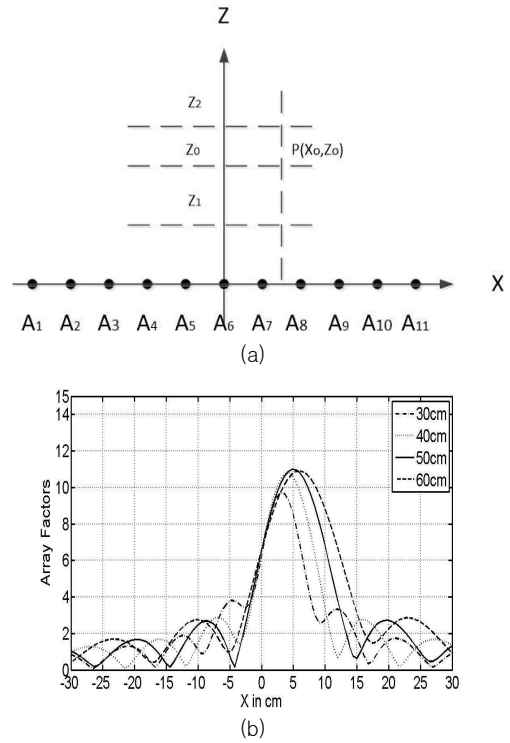 Z
Z2
Z0
P(Xo,Zo)
Z1
X
A1 A2 A3 A4 A5 A6 A7 A8 A9 A10 A11
(a)
15
14
12
10
8
6
4
2
0
Array Factors
30cm
40cm
50cm
60cm
-30 -25 -20 -15 -10 -5 0 5 10 15 20 25 30
X in cm
(b)